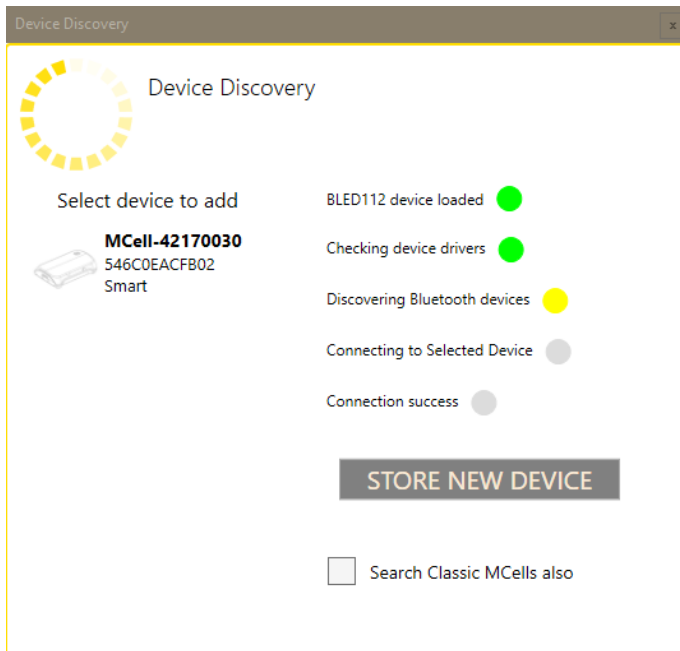 Device Discovery
x
Device Discovery
Select device to add
MCell-42170030
546C0EACFB02
Smart
BLED112 device loaded
Checking device drivers
Discovering Bluetooth devices
Connecting to Selected Device
Connection success
STORE NEW DEVICE
Search Classic MCells also